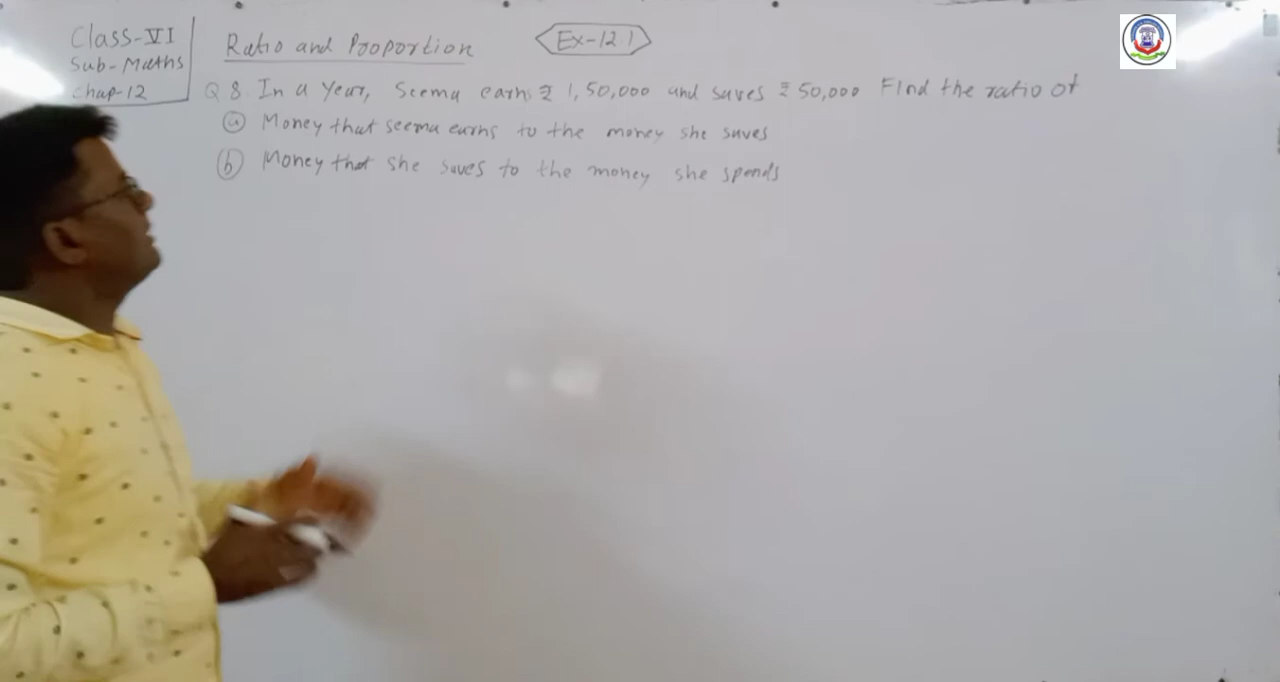 Class-VI
Sub-Maths
Chap-12
Ratio and Proportion
Ex-12.1
Q 8. In a year, Seema earns ₹ 1,50,000 and saves ₹ 50,000 Find the ratio of
(a) Money that seema earns to the money she saves
(b) Money that she saves to the money she spends